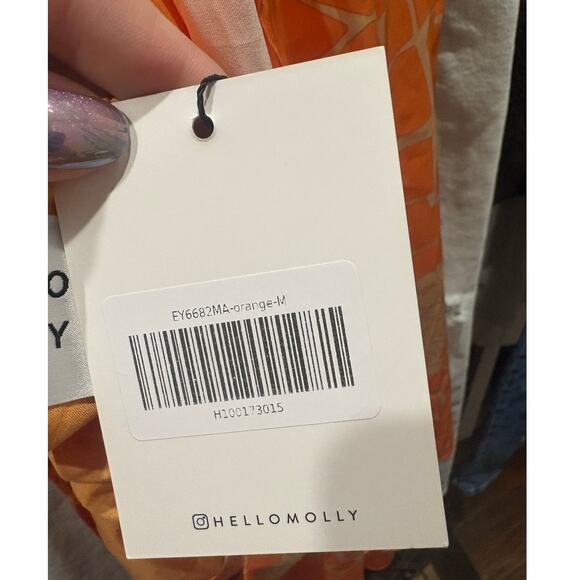 O
Y
EY6682MA-orange-M
H100173015
HELLOMOLLY